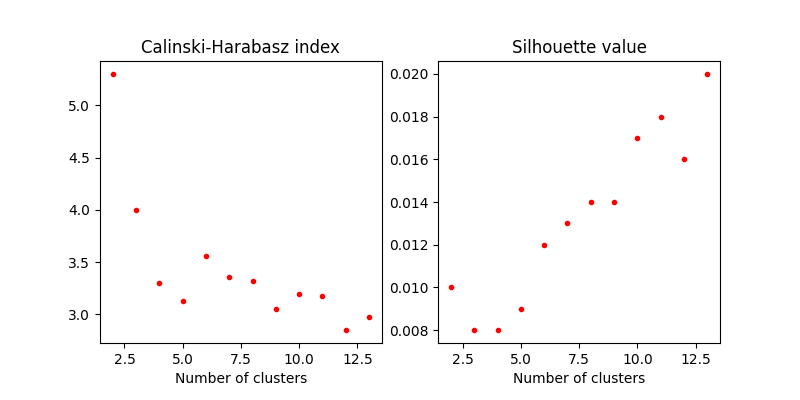 Calinski-Harabasz index
5.0
4.5
4.0
3.5
3.0
2.5 5.0 7.5 10.0 12.5
Number of clusters
Silhouette value
0.020
0.018
0.016
0.014
0.012
0.010
0.008
2.5 5.0 7.5 10.0 12.5
Number of clusters